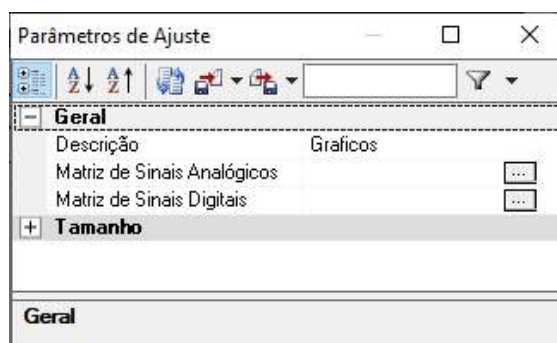 Parâmetros de Ajuste
Geral
Descrição Graficos
Matriz de Sinais Analógicos ...
Matriz de Sinais Digitais ...
Tamanho
Geral